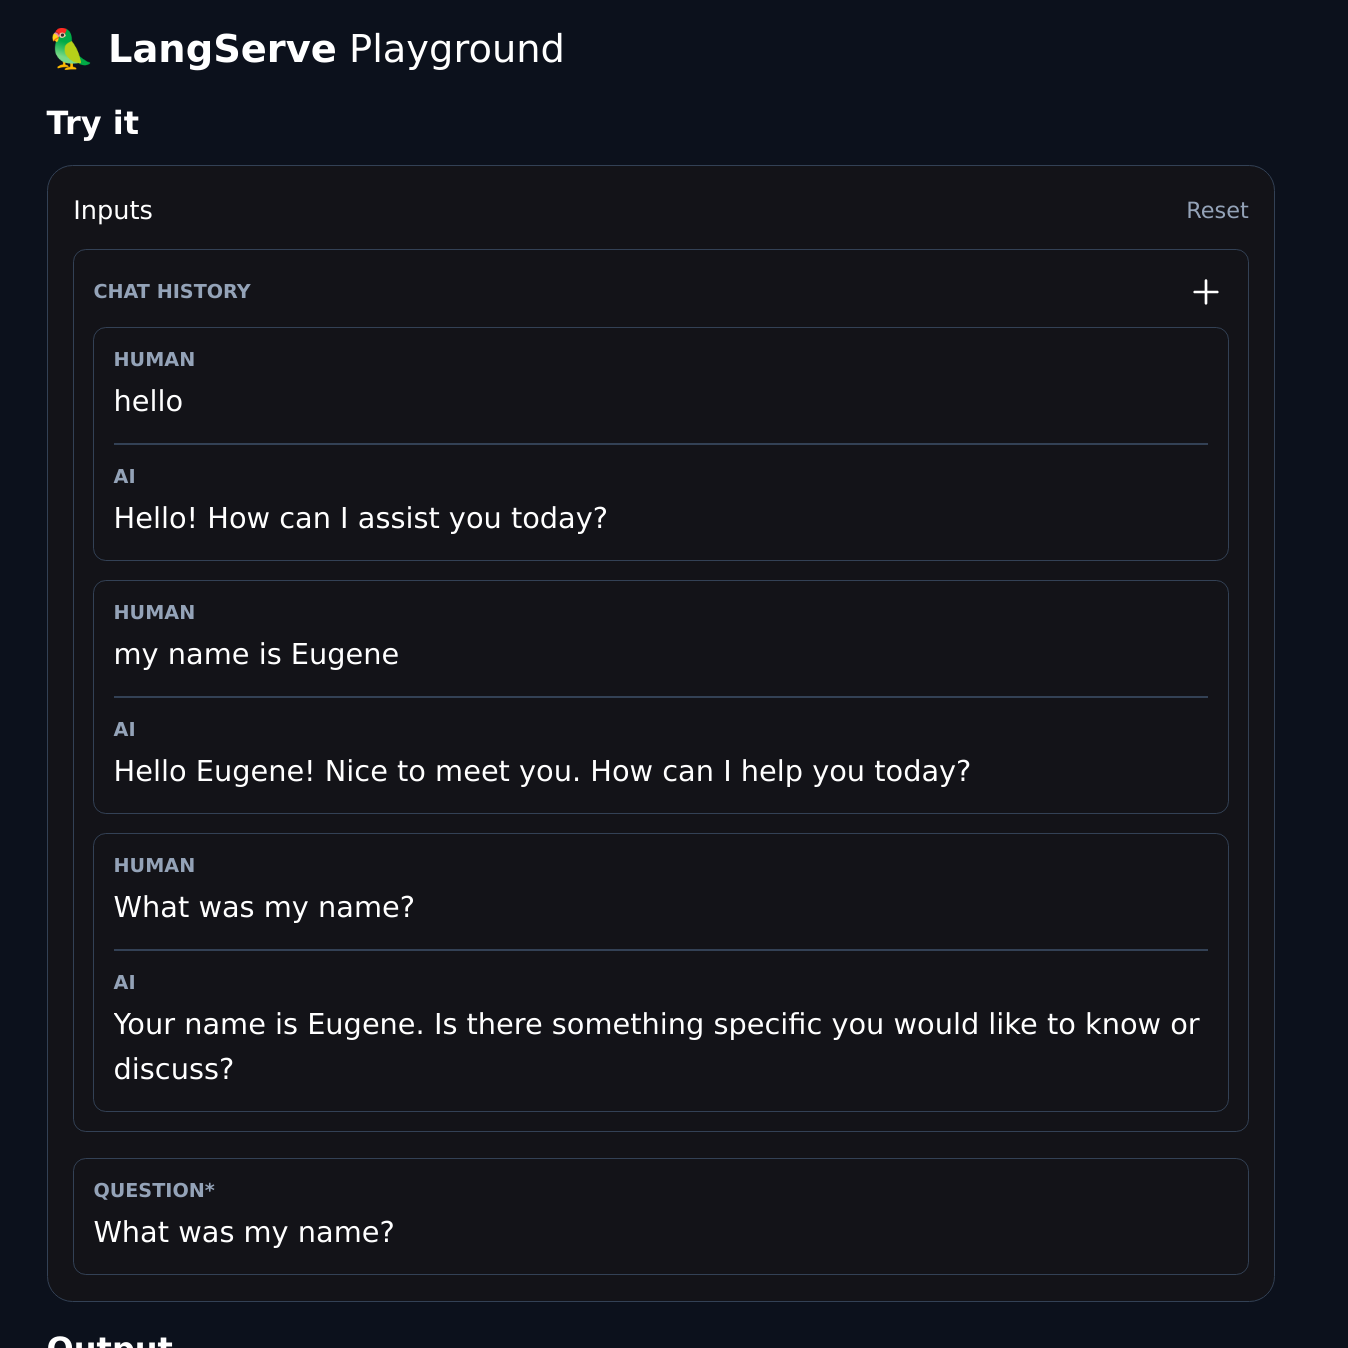 LangServe Playground
Try it
Inputs
Reset
CHAT HISTORY
HUMAN
hello
AI
Hello! How can I assist you today?
HUMAN
my name is Eugene
AI
Hello Eugene! Nice to meet you. How can I help you today?
HUMAN
What was my name?
AI
Your name is Eugene. Is there something specific you would like to know or
discuss?
QUESTION*
What was my name?
Output